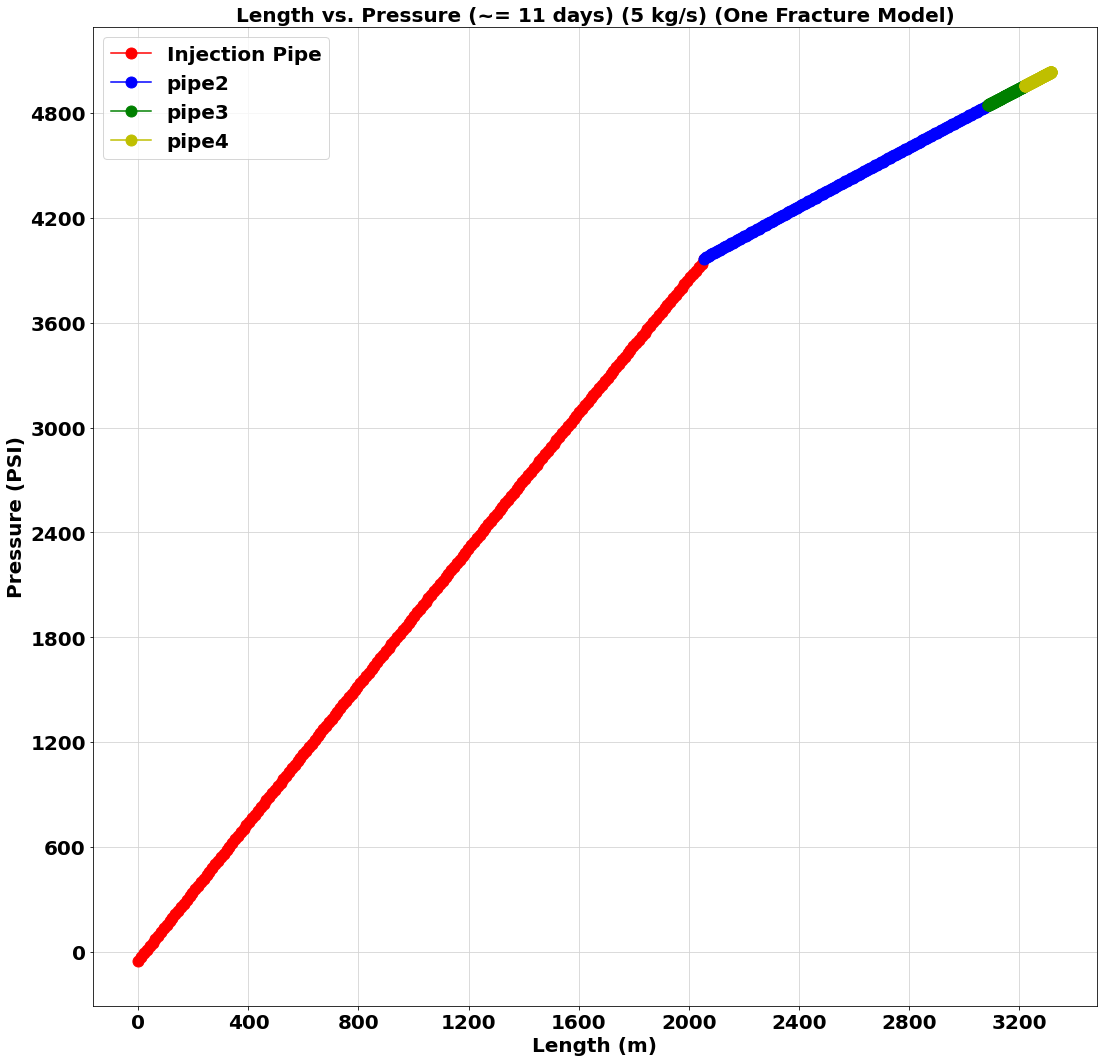 Length vs. Pressure (~= 11 days) (5 kg/s) (One Fracture Model)
Injection Pipe
pipe2
pipe3
pipe4
Pressure (PSI)
4800
4200
3600
3000
2400
1800
1200
600
0
0 400 800 1200 1600 2000 2400 2800 3200
Length (m)